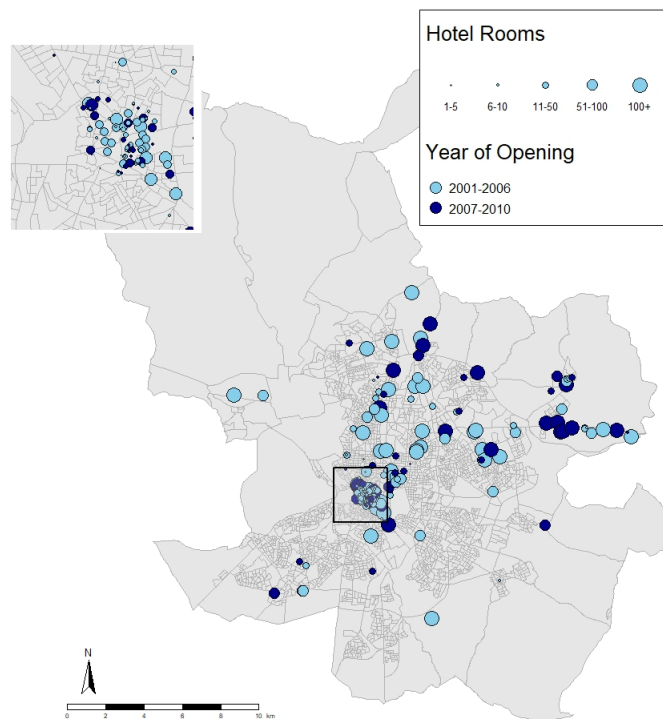 Hotel Rooms
1-5 6-10 11-50 51-100 100+
Year of Opening
2001-2006
2007-2010
N
0 2 4 6 8 10 km